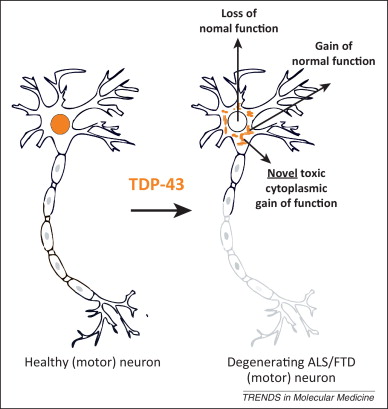 Loss of
nomal function
Gain of
normal function
Novel toxic
cytoplasmic
gain of function
TDP-43
Healthy (motor) neuron
Degenerating ALS/FTD
(motor) neuron
TRENDS in Molecular Medicine